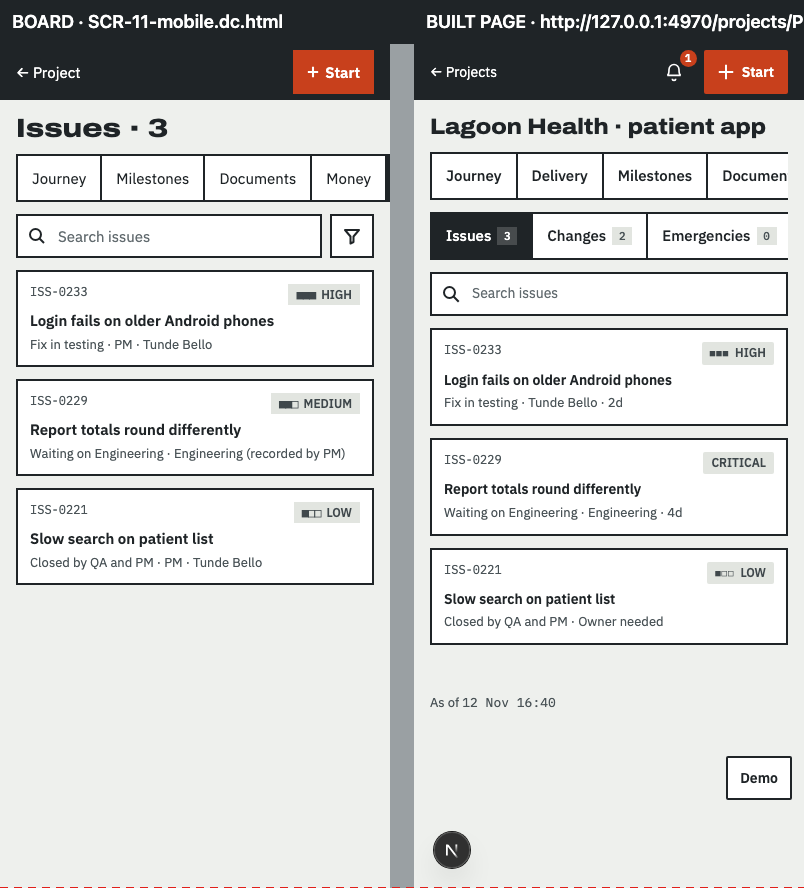 BOARD · SCR-11-mobile.dc.html
← Project
+ Start
Issues · 3
Journey
Milestones
Documents
Money
Search issues
ISS-0233
HIGH
Login fails on older Android phones
Fix in testing · PM · Tunde Bello
ISS-0229
MEDIUM
Report totals round differently
Waiting on Engineering · Engineering (recorded by PM)
ISS-0221
LOW
Slow search on patient list
Closed by QA and PM · PM · Tunde Bello
BUILT PAGE · http://127.0.0.1:4970/projects/P
← Projects
1
+ Start
Lagoon Health · patient app
Journey
Delivery
Milestones
Documen
Issues 3
Changes 2
Emergencies 0
Search issues
ISS-0233
HIGH
Login fails on older Android phones
Fix in testing · Tunde Bello · 2d
ISS-0229
CRITICAL
Report totals round differently
Waiting on Engineering · Engineering · 4d
ISS-0221
LOW
Slow search on patient list
Closed by QA and PM · Owner needed
As of 12 Nov 16:40
Demo
N